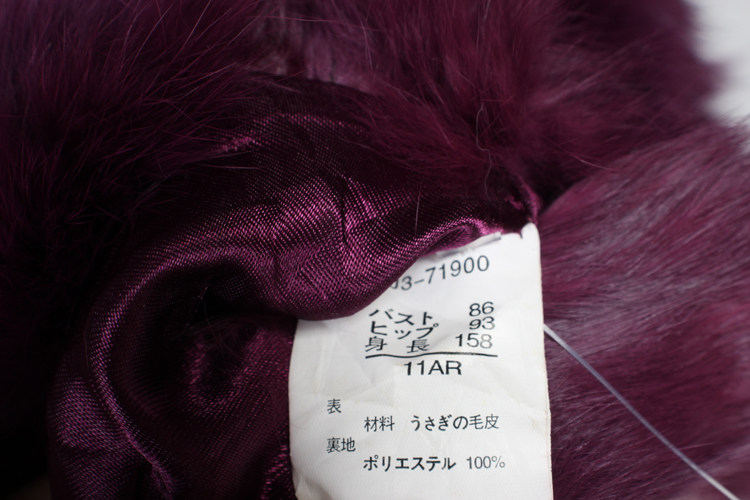 3-71900
バスト 86
ヒップ 93
身長 158
11AR
表
材料 うさぎの毛皮
裏地
ポリエステル 100%